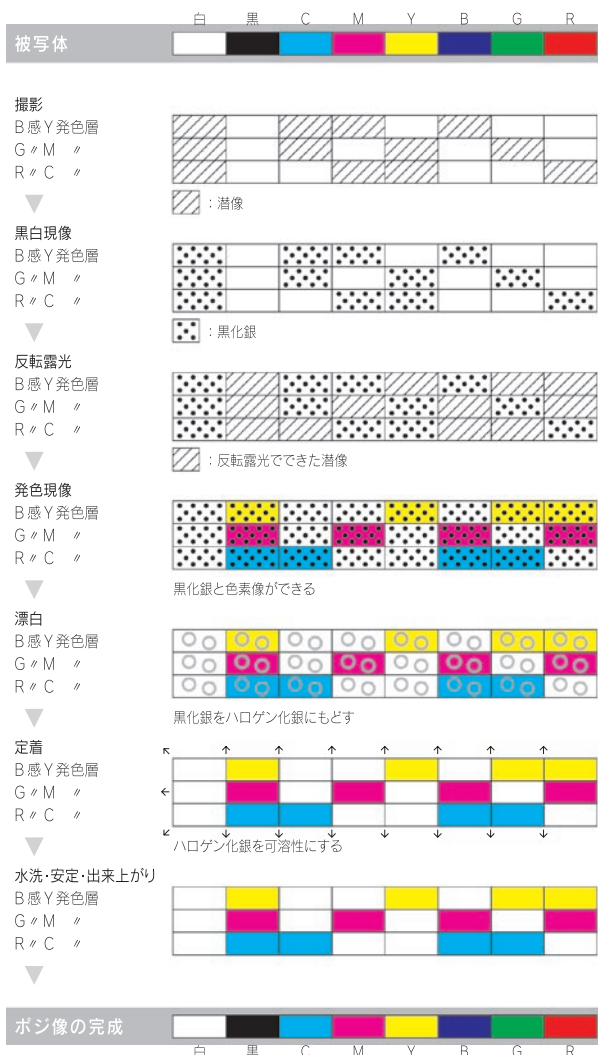 白 黒 C M Y B G R
被写体
撮影
B感Y発色層
G〃M 〃
R〃C 〃
：潜像
黒白現像
B感Y発色層
G〃M 〃
R〃C 〃
：黒化銀
反転露光
B感Y発色層
G〃M 〃
R〃C 〃
：反転露光でできた潜像
発色現像
B感Y発色層
G〃M 〃
R〃C 〃
黒化銀と色素像ができる
漂白
B感Y発色層
G〃M 〃
R〃C 〃
黒化銀をハロゲン化銀にもどす
定着
B感Y発色層
G〃M 〃
R〃C 〃
ハロゲン化銀を可溶性にする
水洗・安定・出来上がり
B感Y発色層
G〃M 〃
R〃C 〃
ポジ像の完成
白 黒 C M Y B G R